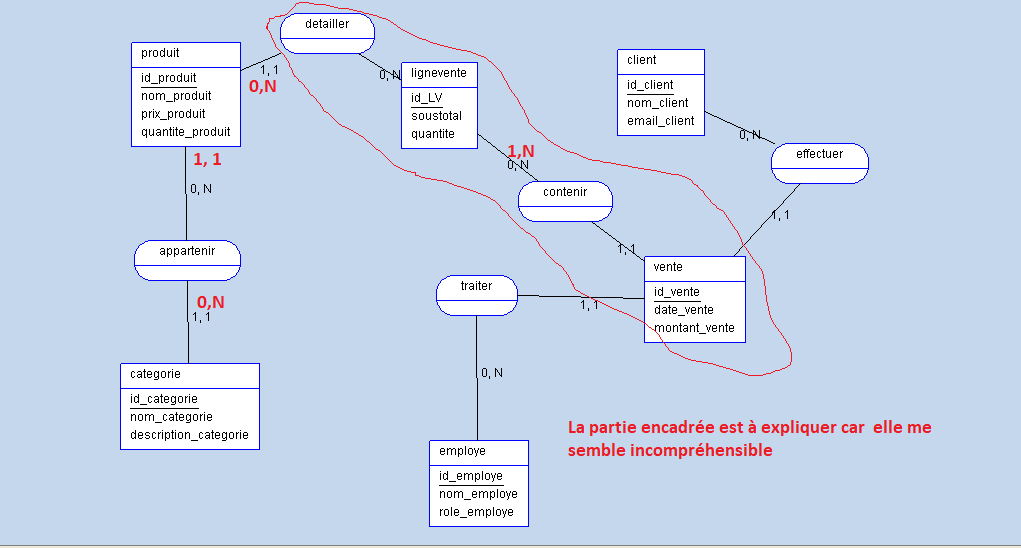 detailler
produit
id_produit
nom_produit
prix_produit
quantite_produit
1, 1
0,N
0, N
lignevente
id_LV
soustotal
quantite
client
id_client
nom_client
email_client
0, N
effectuer
1, 1
1,N
0, N
contenir
1, 1
1, 1
0, N
appartenir
0,N
1, 1
categorie
id_categorie
nom_categorie
description_categorie
vente
id_vente
date_vente
montant_vente
traiter
1, 1
0, N
employe
id_employe
nom_employe
role_employe
La partie encadrée est à expliquer car elle me
semble incompréhensible